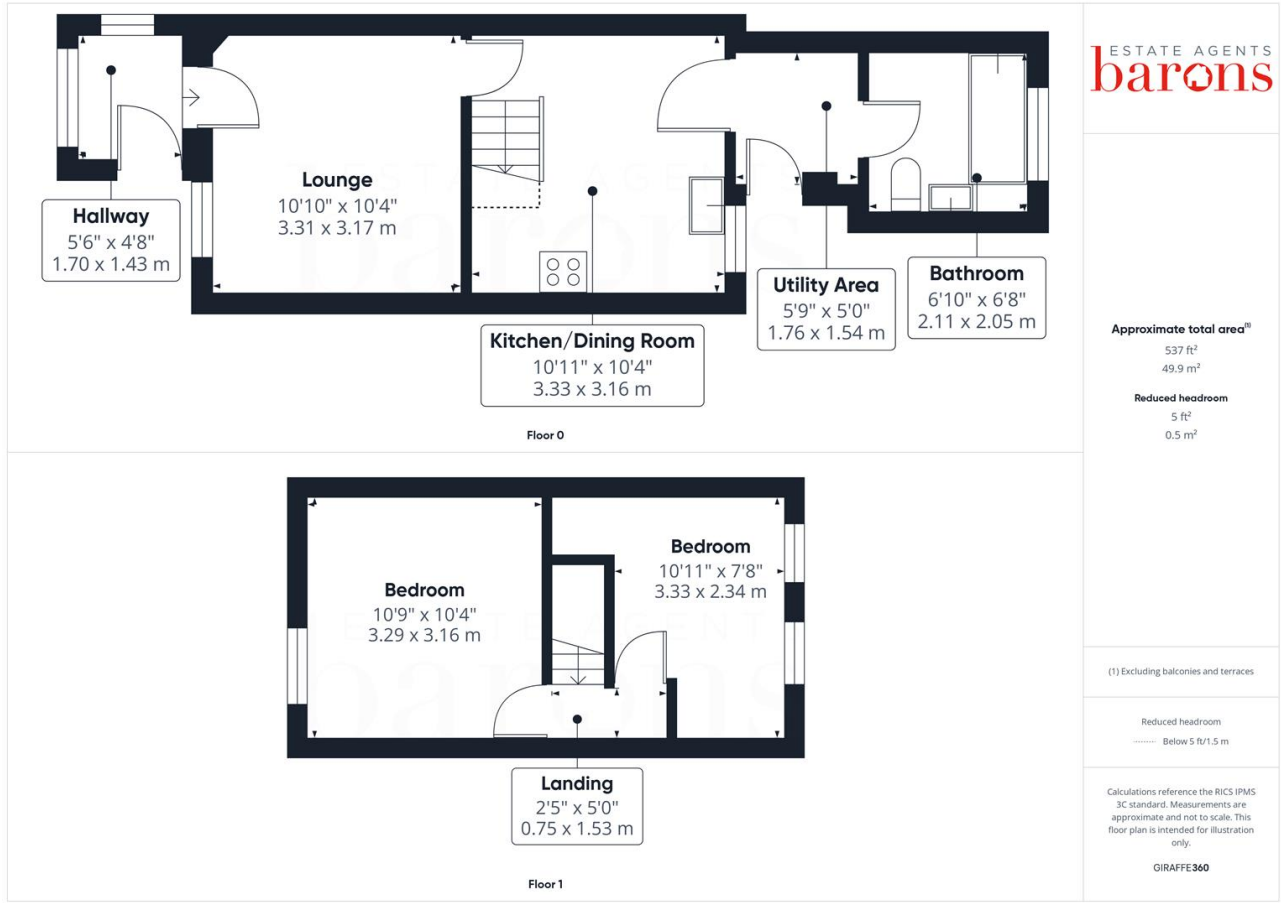 Hallway
5'6" x 4'8"
1.70 x 1.43 m
Lounge
10'10" x 10'4"
3.31 x 3.17 m
Kitchen/Dining Room
10'11" x 10'4"
3.33 x 3.16 m
Utility Area
5'9" x 5'0"
1.76 x 1.54 m
Bathroom
6'10" x 6'8"
2.11 x 2.05 m
Floor 0
Bedroom
10'9" x 10'4"
3.29 x 3.16 m
Bedroom
10'11" x 7'8"
3.33 x 2.34 m
Landing
2'5" x 5'0"
0.75 x 1.53 m
Floor 1
ESTATE AGENTS
barons
Approximate total area⁽¹⁾
537 ft²
49.9 m²
Reduced headroom
5 ft²
0.5 m²
(1) Excluding balconies and terraces
Reduced headroom
Below 5 ft/1.5 m
Calculations reference the RICS IPMS
3C standard. Measurements are
approximate and not to scale. This
floor plan is intended for illustration
only.
GIRAFFE360
ESTATE AGENTS
barons
ESTATE AGENTS
barons